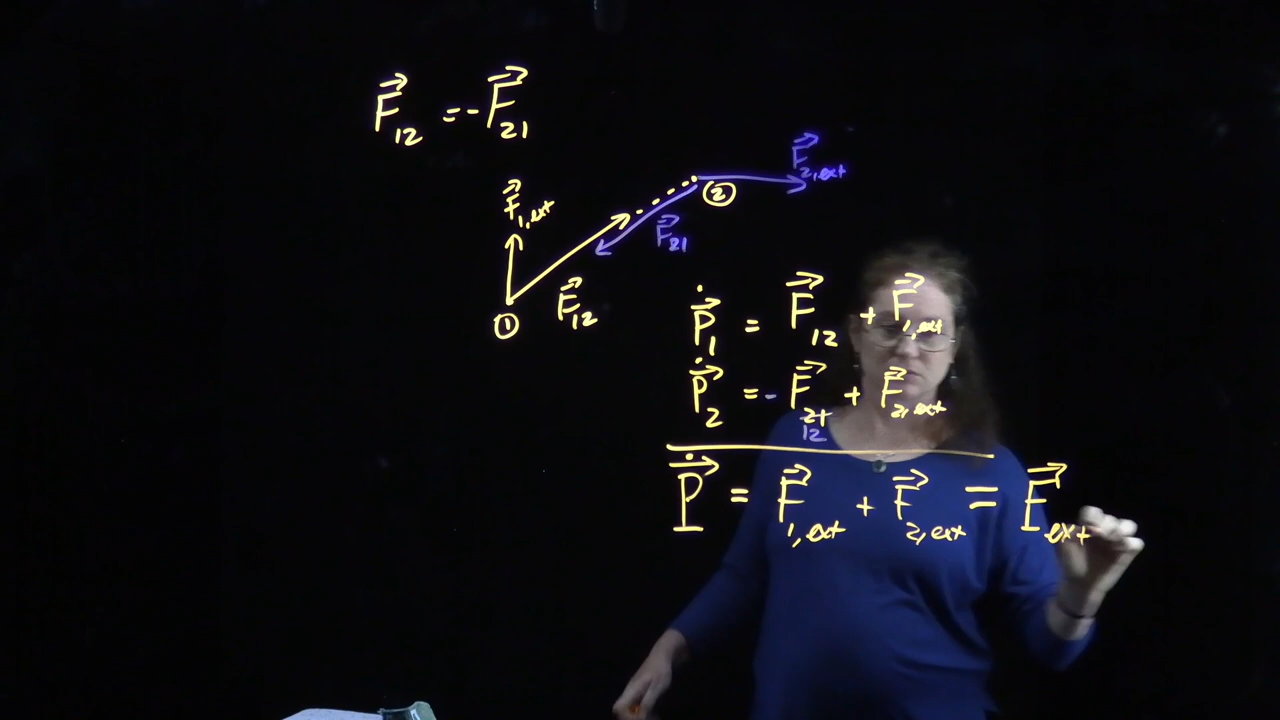 F⃗₁₂ = - F⃗₂₁
F⃗₂,ext
F⃗₁,ext
②
F⃗₂₁
F⃗₁₂
①
Ṗ⃗₁ = F⃗₁₂ + F⃗₁,ext
Ṗ⃗₂ = - F⃗₂₁ + F⃗₂,ext
12
Ṗ⃗ = F⃗₁,ext + F⃗₂,ext = F⃗ext